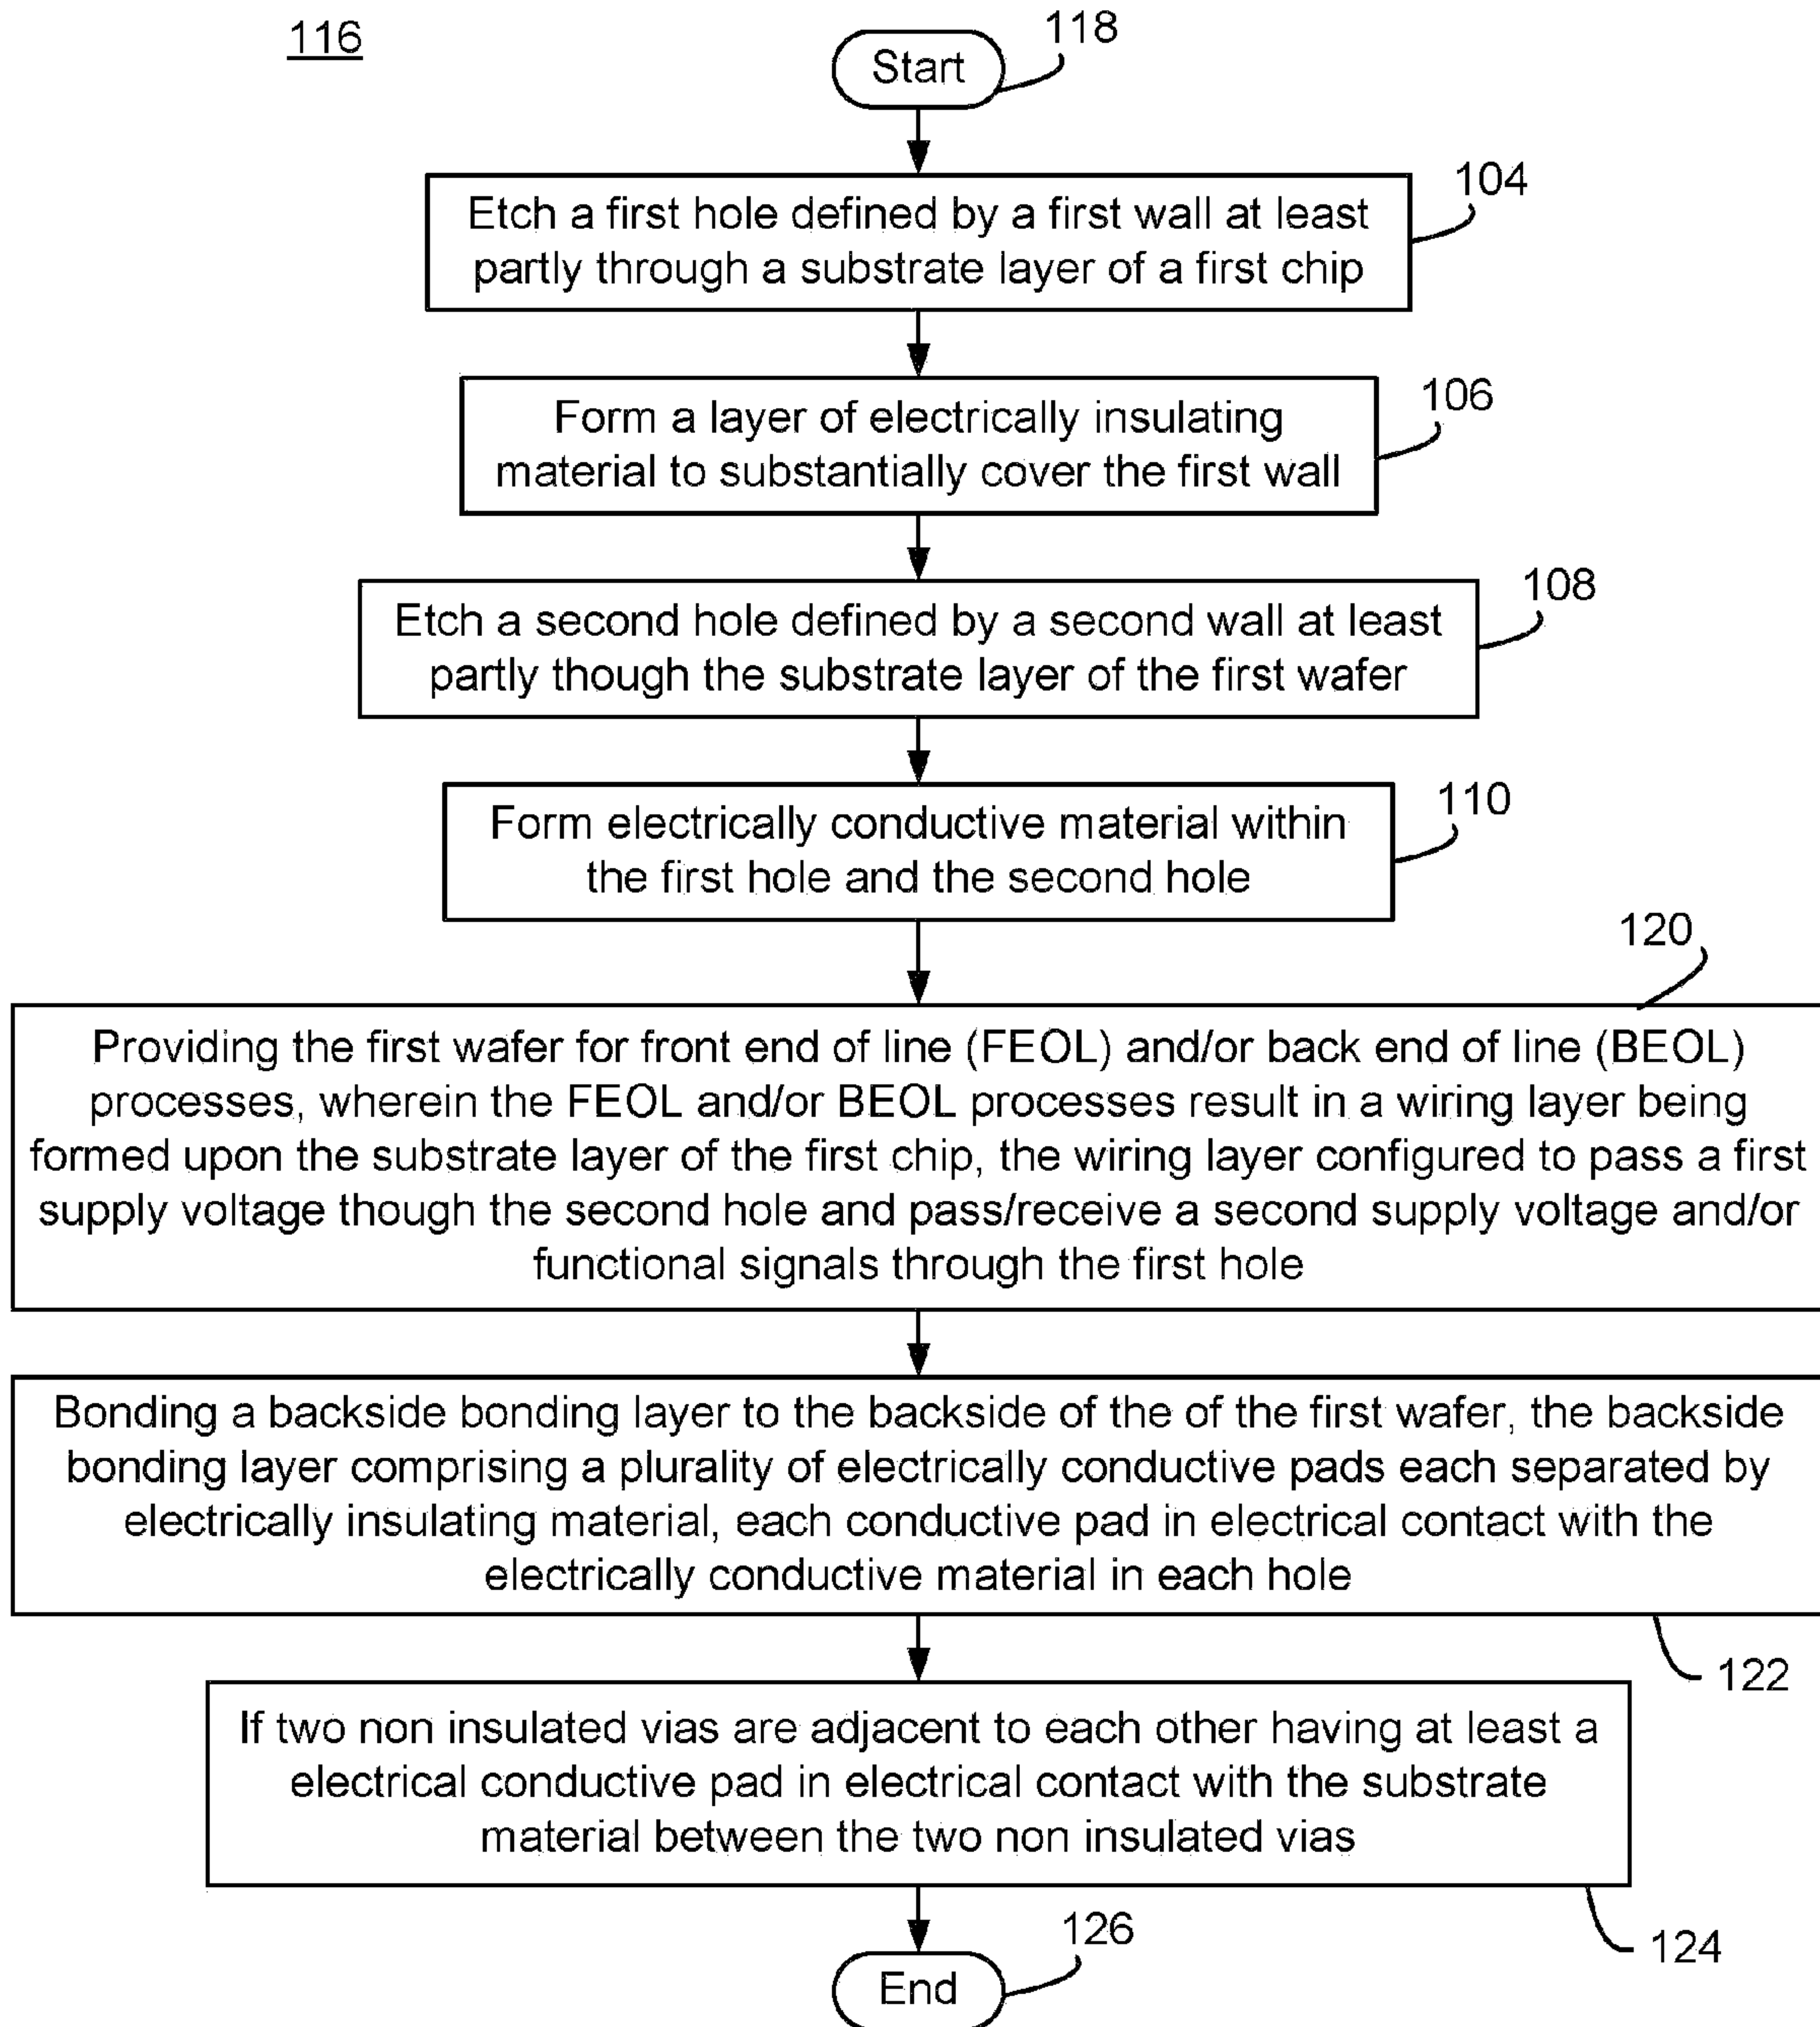 116
118
Start
104
Etch a first hole defined by a first wall at least
partly through a substrate layer of a first chip
106
Form a layer of electrically insulating
material to substantially cover the first wall
108
Etch a second hole defined by a second wall at least
partly though the substrate layer of the first wafer
110
Form electrically conductive material within
the first hole and the second hole
120
Providing the first wafer for front end of line (FEOL) and/or back end of line (BEOL)
processes, wherein the FEOL and/or BEOL processes result in a wiring layer being
formed upon the substrate layer of the first chip, the wiring layer configured to pass a first
supply voltage though the second hole and pass/receive a second supply voltage and/or
functional signals through the first hole
Bonding a backside bonding layer to the backside of the of the first wafer, the backside
bonding layer comprising a plurality of electrically conductive pads each separated by
electrically insulating material, each conductive pad in electrical contact with the
electrically conductive material in each hole
122
If two non insulated vias are adjacent to each other having at least a
electrical conductive pad in electrical contact with the substrate
material between the two non insulated vias
124
126
End